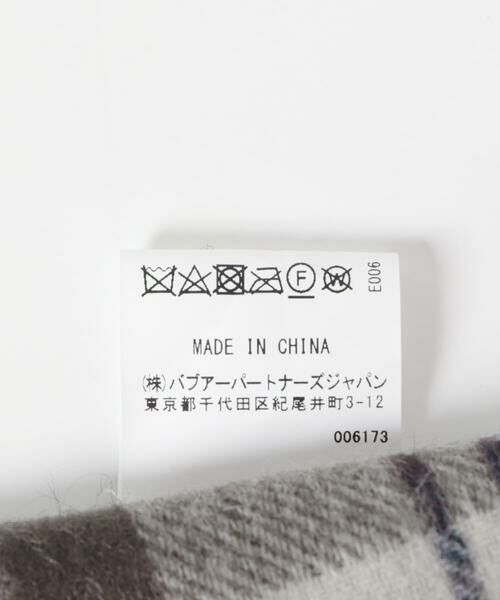 F W E006
MADE IN CHINA
(株)バブアーパートナーズジャパン
東京都千代田区紀尾井町3-12
006173